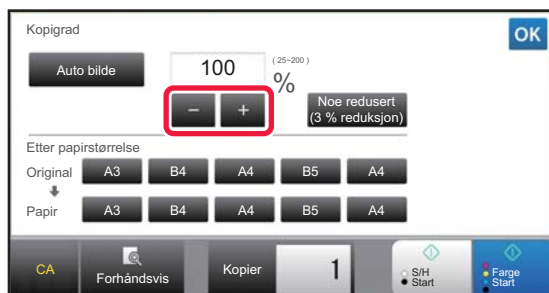 Kopigrad
OK
Auto bilde
100
(25~200)
%
−
+
Noe redusert
(3 % reduksjon)
Etter papirstørrelse
Original
A3
B4
A4
B5
A4
Papir
A3
B4
A4
B5
A4
CA
Forhåndsvis
Kopier
1
S/H
Start
Farge
Start